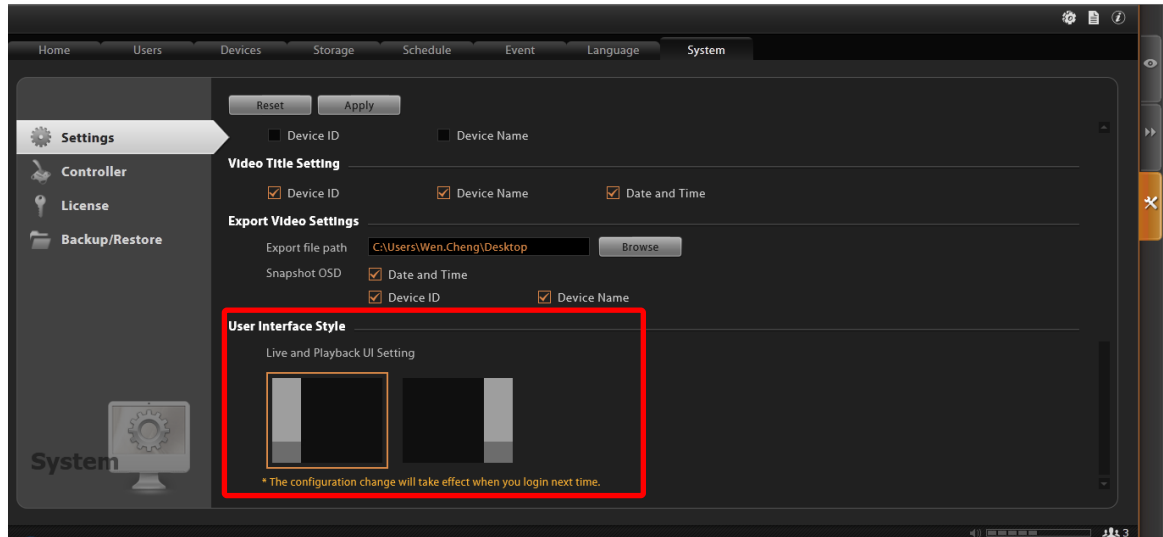 Home Users Devices Storage Schedule Event Language System
Reset Apply
Device ID Device Name
Settings
Video Title Setting
Controller
Device ID Device Name Date and Time
License
Export Video Settings
Backup/Restore
Export file path C:\Users\Wen.Cheng\Desktop Browse
Snapshot OSD Date and Time
Device ID Device Name
User Interface Style
Live and Playback UI Setting
System
* The configuration change will take effect when you login next time.
3